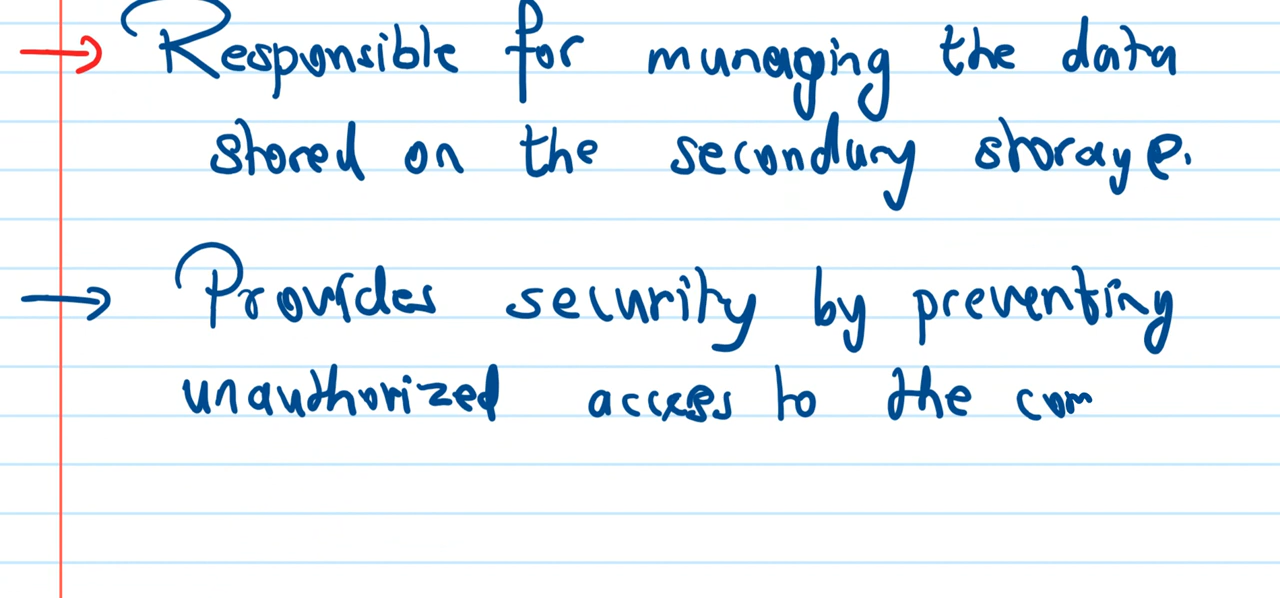 → Responsible for managing the data
stored on the secondary storage.
→ Provides security by preventing
unauthorized access to the com